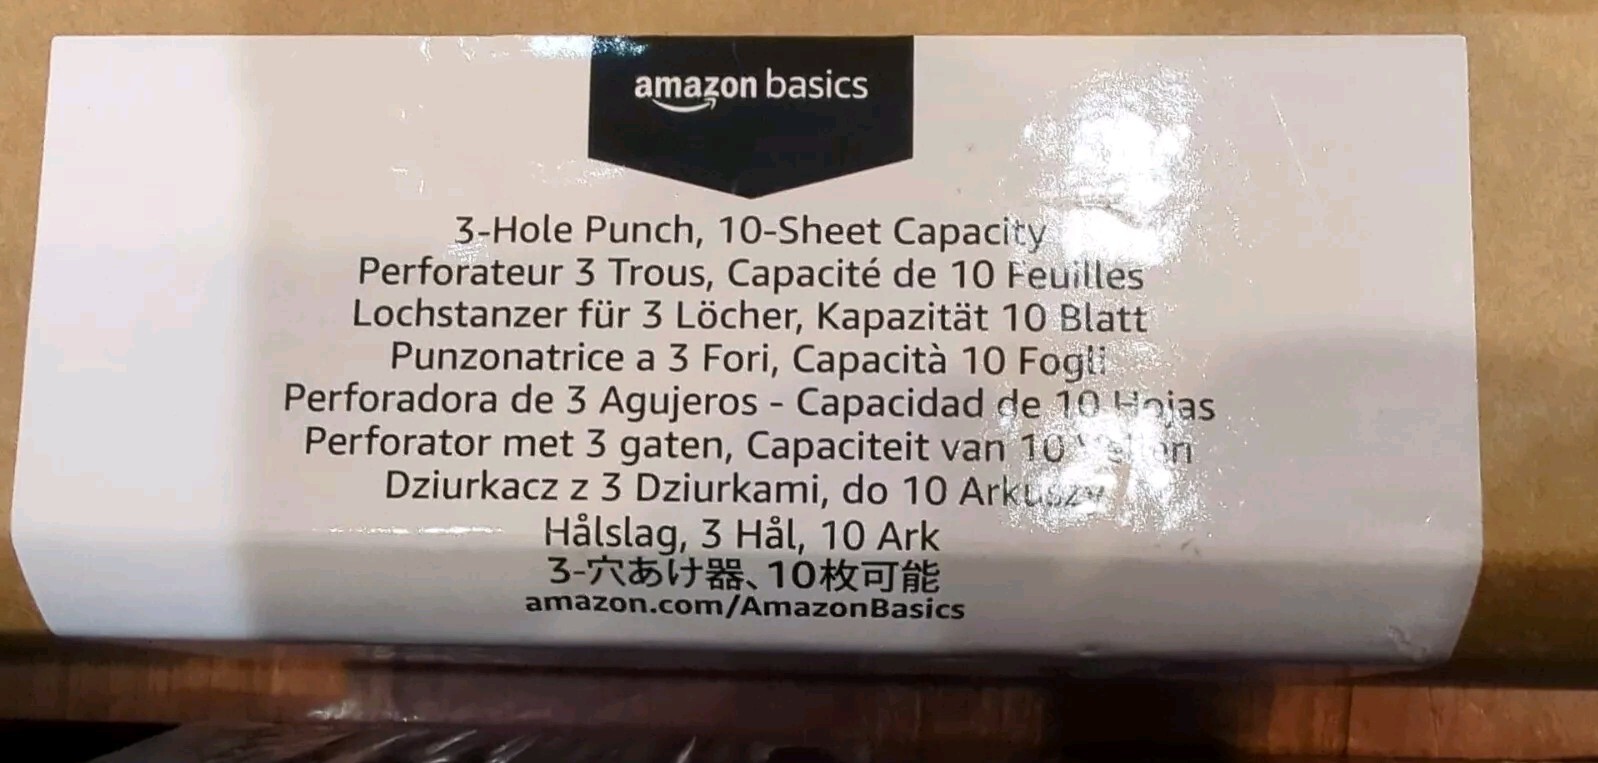 amazon basics
3-Hole Punch, 10-Sheet Capacity
Perforateur 3 Trous, Capacité de 10 Feuilles
Lochstanzer für 3 Löcher, Kapazität 10 Blatt
Punzonatrice a 3 Fori, Capacità 10 Fogli
Perforadora de 3 Agujeros - Capacidad de 10 Hojas
Perforator met 3 gaten, Capaciteit van 10
Dziurkacz z 3 Dziurkami, do 10 Arkuszy
Hålslag, 3 Hål, 10 Ark
3-穴あけ器、10枚可能
amazon.com/AmazonBasics